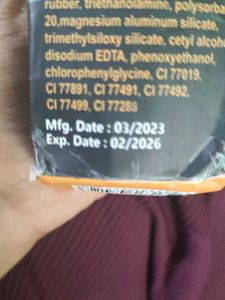 rubber, triethanolamine, polysorba
20,magnesium aluminum silicate,
trimethylsiloxy silicate, cetyl alcoho
disodium EDTA, phenoxyethanol,
chlorophenylglycine, CI 77019,
CI 77891, CI 77491, CI 77492,
CI 77499, CI 77288
Mfg. Date : 03/2023
Exp. Date : 02/2026